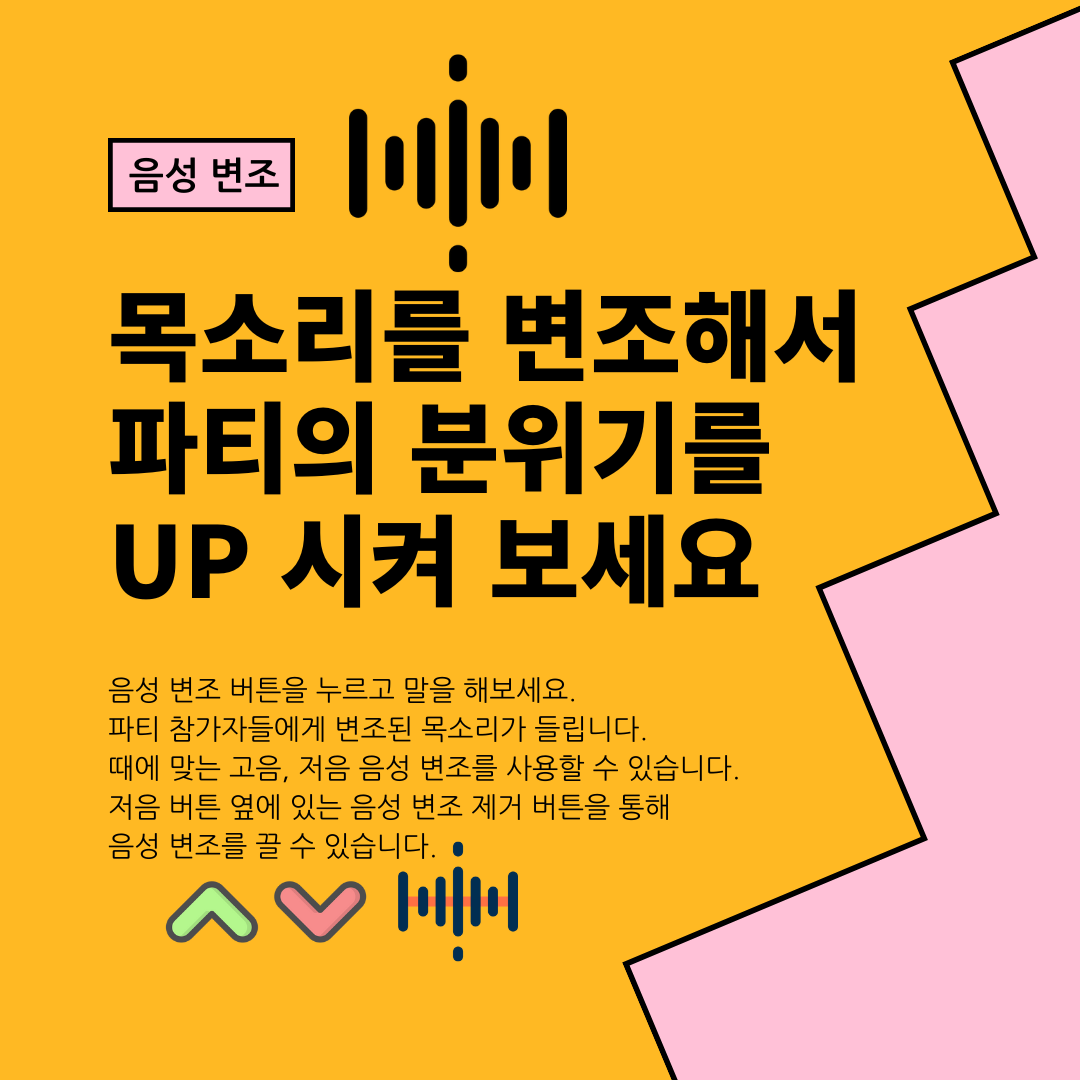 음성 변조
목소리를 변조해서
파티의 분위기를
UP 시켜 보세요
음성 변조 버튼을 누르고 말을 해보세요.
파티 참가자들에게 변조된 목소리가 들립니다.
때에 맞는 고음, 저음 음성 변조를 사용할 수 있습니다.
저음 버튼 옆에 있는 음성 변조 제거 버튼을 통해
음성 변조를 끌 수 있습니다.